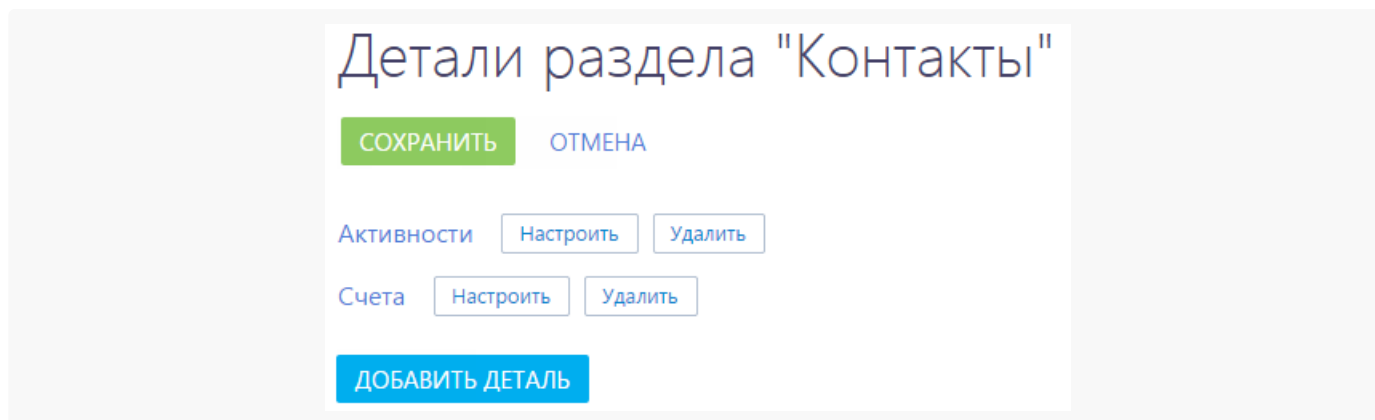 Детали раздела "Контакты"
СОХРАНИТЬ ОТМЕНА
Активности Настроить Удалить
Счета Настроить Удалить
ДОБАВИТЬ ДЕТАЛЬ